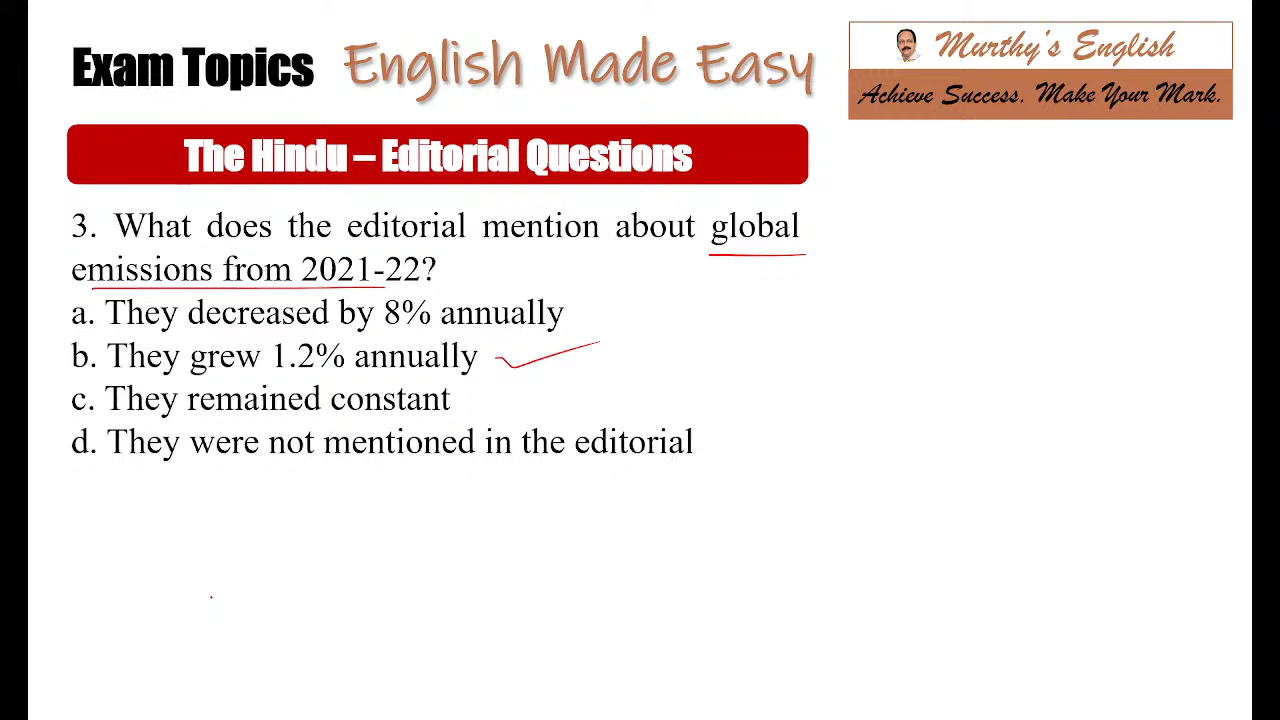 Exam Topics English Made Easy
Murthy's English
Achieve Success. Make Your Mark.
The Hindu – Editorial Questions
3. What does the editorial mention about global
emissions from 2021-22?
a. They decreased by 8% annually
b. They grew 1.2% annually
c. They remained constant
d. They were not mentioned in the editorial